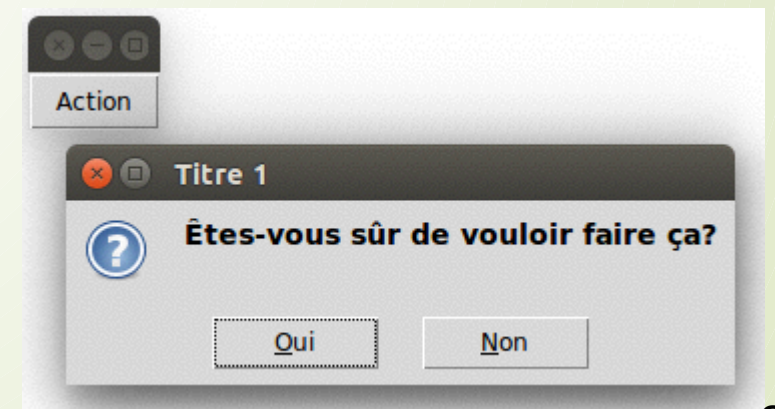 Action
Titre 1
Êtes-vous sûr de vouloir faire ça?
Oui
Non